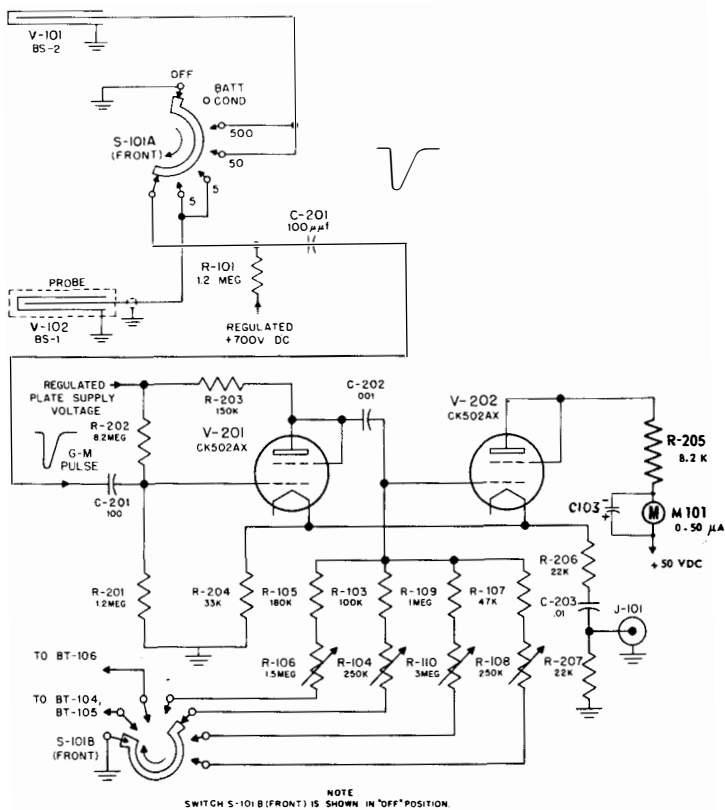 V-101
BS-2
OFF
BATT
O COND
500
50
S-101A
(FRONT)
5
5
C-201
100 µµf
R-101
1.2 MEG
PROBE
REGULATED
+700V DC
V-102
BS-1
REGULATED
PLATE SUPPLY
VOLTAGE
R-203
150K
C-202
001
V-201
CK502AX
V-202
CK502AX
R-202
8.2MEG
R-205
8.2 K
G-M
PULSE
C-201
100
C103
-
+
M
M101
0-50 µA
+50 VDC
R-206
22K
R-201
1.2MEG
R-204
33K
R-105
180K
R-103
100K
R-109
1MEG
R-107
47K
C-203
.01
J-101
R-106
1.5MEG
R-104
250K
R-110
3MEG
R-108
250K
R-207
22K
TO BT-106
TO BT-104,
BT-105
S-101B
(FRONT)
NOTE
SWITCH S-101 B (FRONT) IS SHOWN IN "OFF" POSITION.